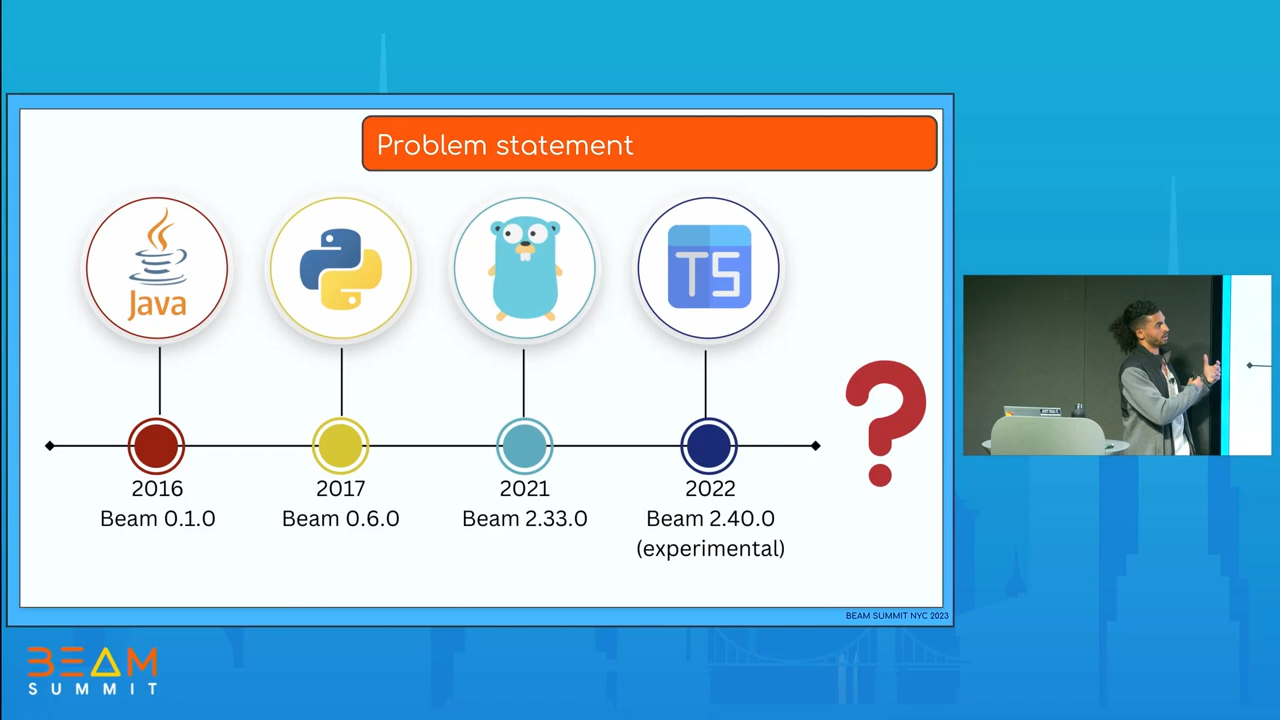 Problem statement
Java
TS
2016
Beam 0.1.0
2017
Beam 0.6.0
2021
Beam 2.33.0
2022
Beam 2.40.0
(experimental)
?
BEAM SUMMIT NYC 2023
BEAM
SUMMIT